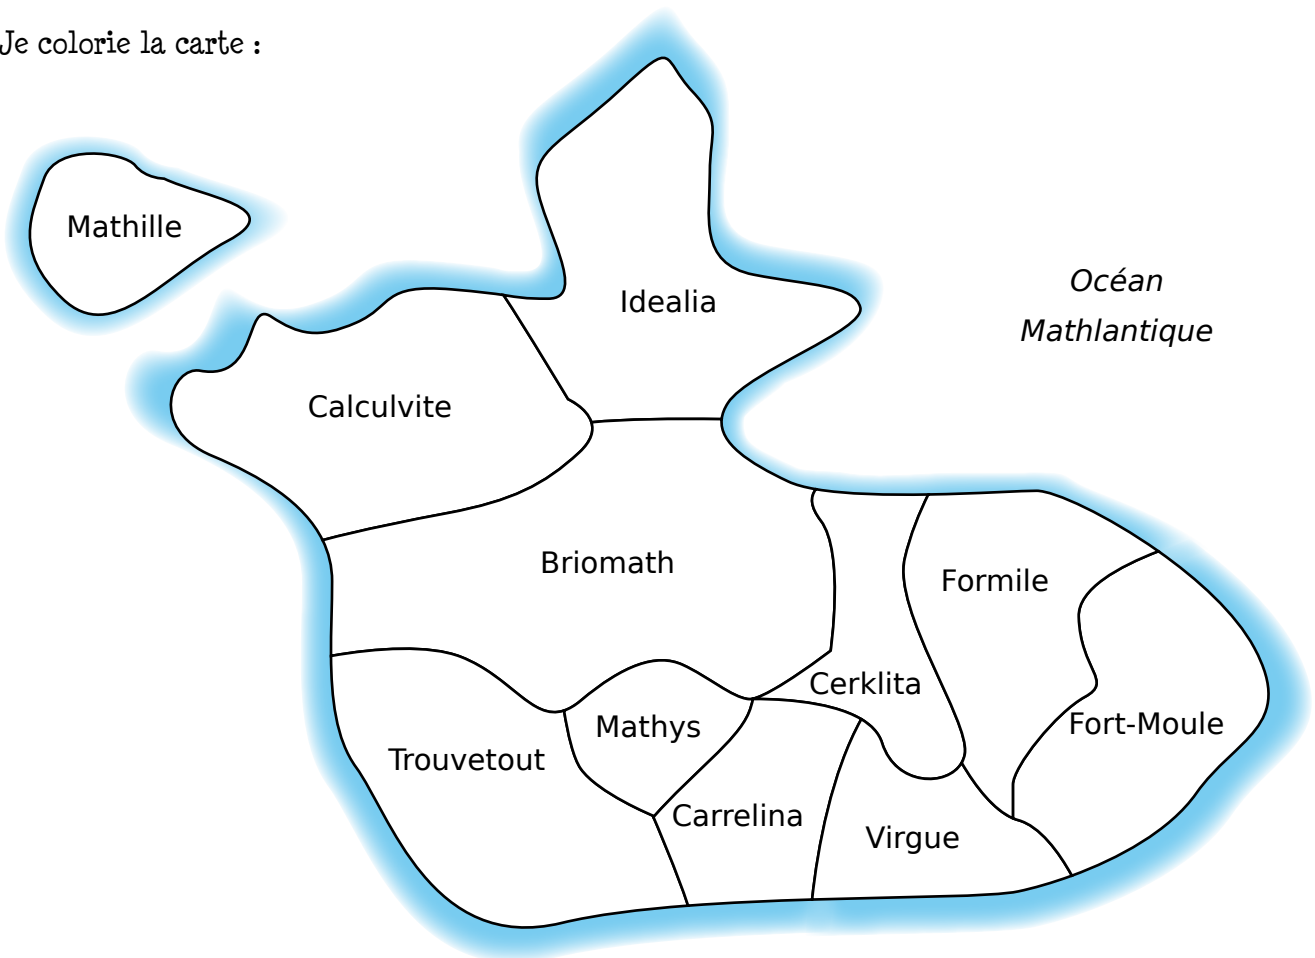 Je colorie la carte :
Mathille
Océan
Mathlantique
Idealia
Calculvite
Briomath
Formile
Cerklita
Fort-Moule
Mathys
Trouvetout
Carrelina
Virgue